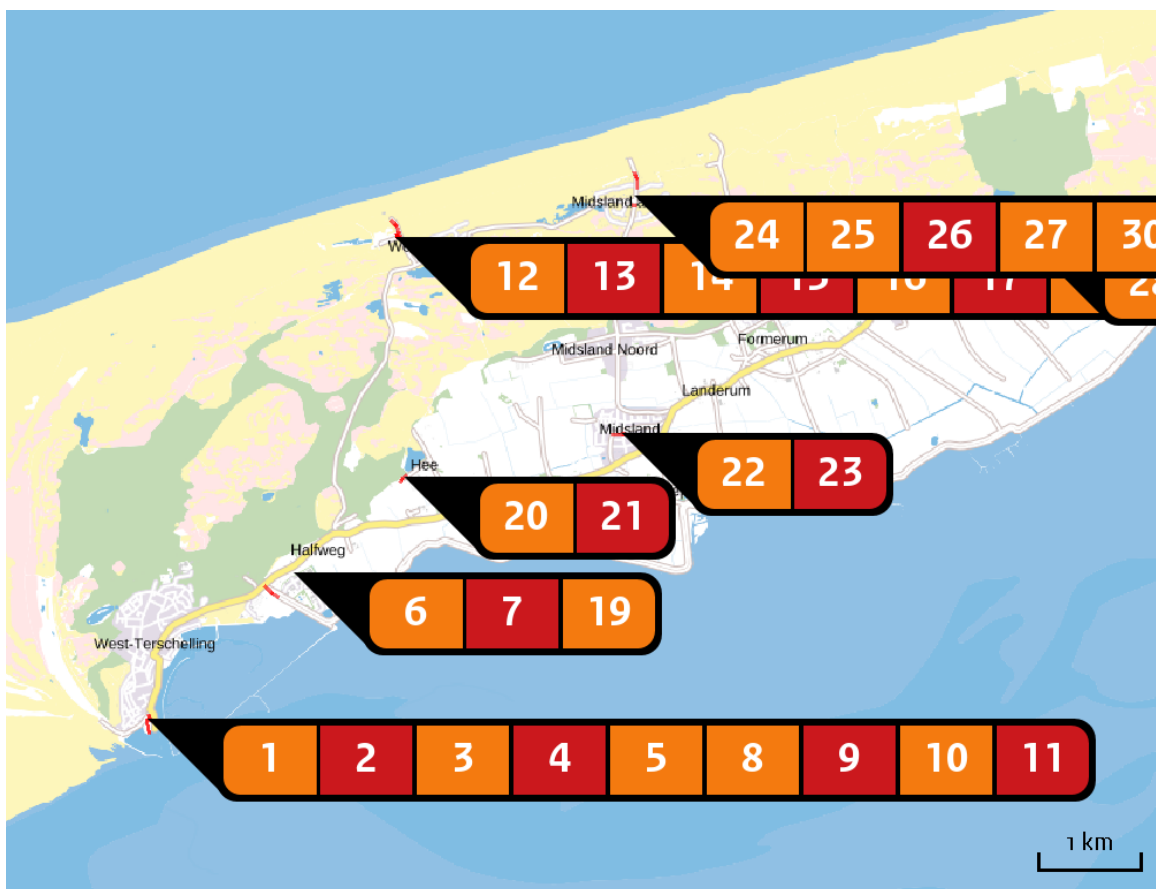 Midsland
24 25 26 27 30
12 13 14 15 16 17
Midsland Noord
Formerum
Landerum
Midsland
Hee
22 23
20 21
Halfweg
6 7 19
West-Terschelling
1 2 3 4 5 8 9 10 11
1 km